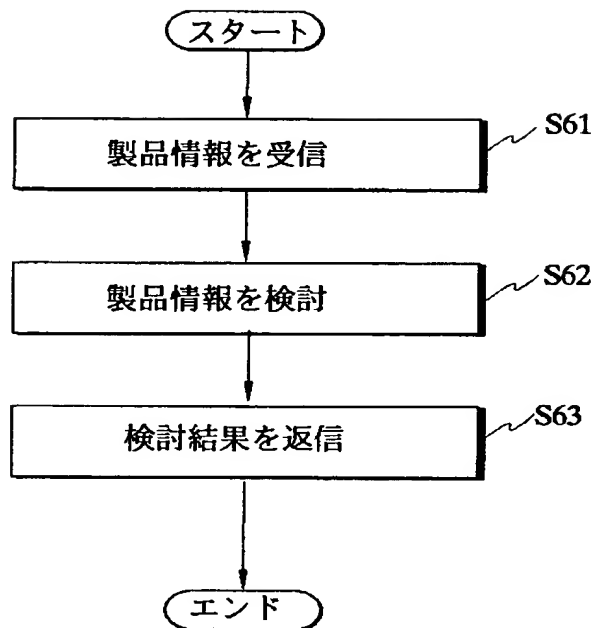 スタート
製品情報を受信
S61
製品情報を検討
S62
検討結果を返信
S63
エンド